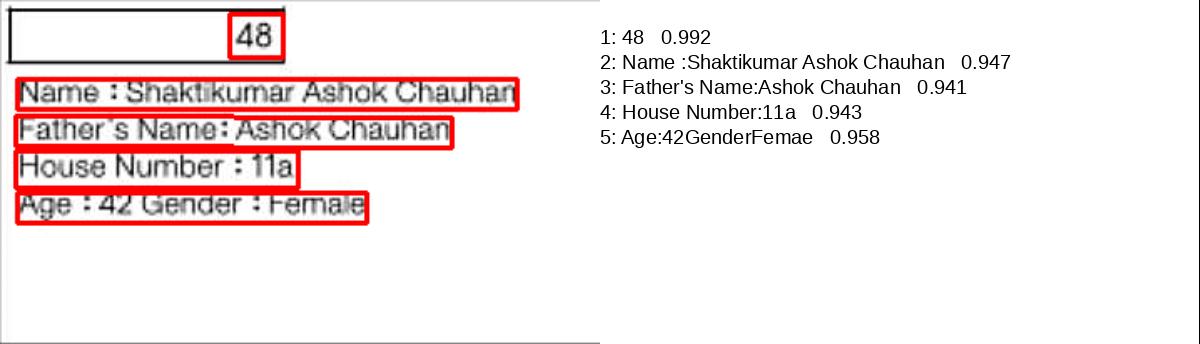 48
Name : Shaktikumar Ashok Chauhan
Father's Name: Ashok Chauhan
House Number : 11a
Age : 42 Gender : Female
1: 48 0.992
2: Name :Shaktikumar Ashok Chauhan 0.947
3: Father's Name:Ashok Chauhan 0.941
4: House Number:11a 0.943
5: Age:42GenderFemae 0.958